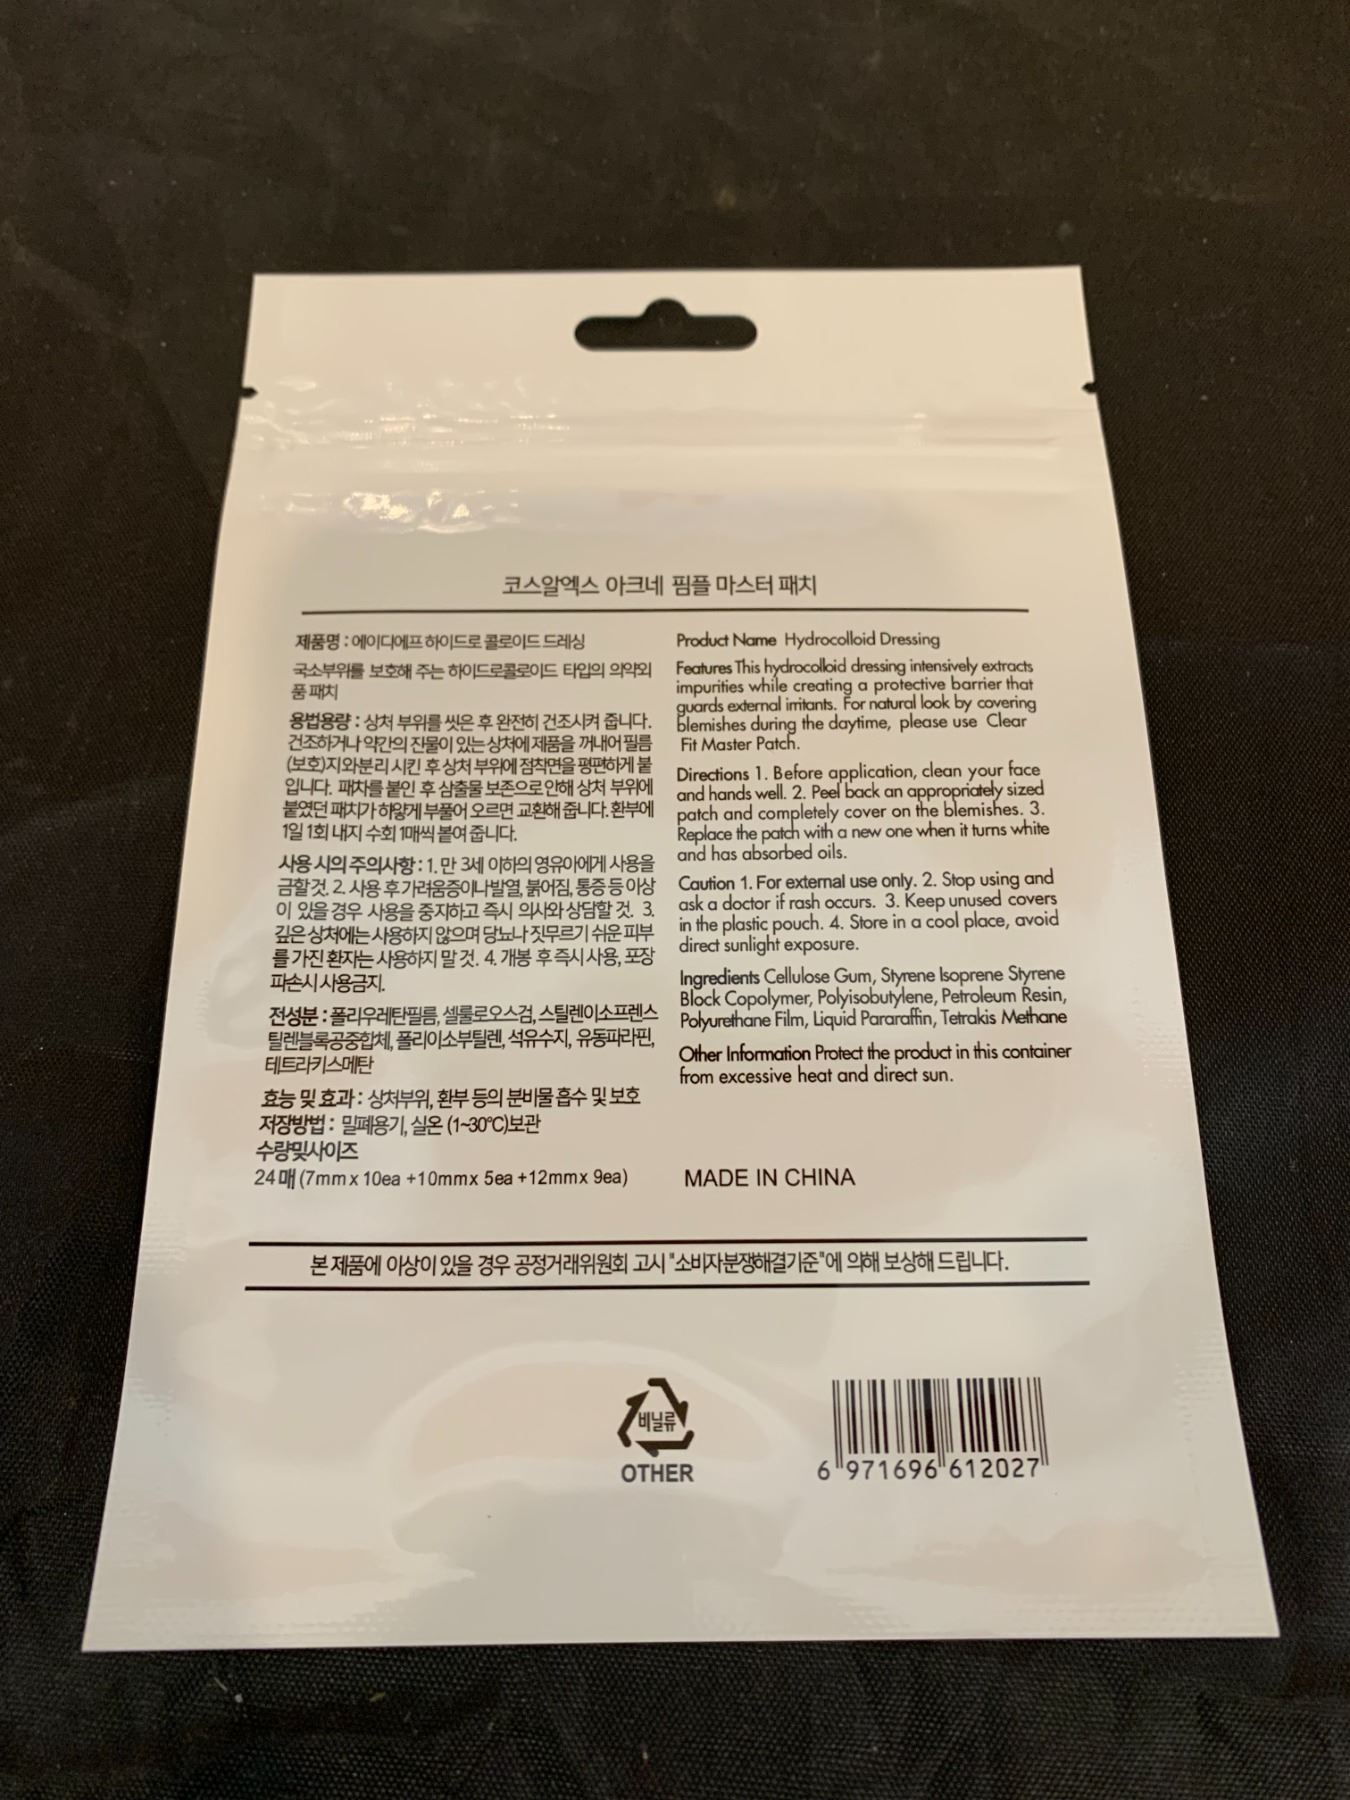 코스알엑스 아크네 핌플 마스터 패치
제품명 : 에이디에프 하이드로 콜로이드 드레싱
국소부위를 보호해 주는 하이드로콜로이드 타입의 의약외
품 패치
용법용량 : 상처 부위를 씻은 후 완전히 건조시켜 줍니다.
건조하거나 약간의 진물이 있는 상처에 제품을 꺼내어 필름
(보호)지와분리 시킨 후 상처 부위에 점착면을 평편하게 붙
입니다. 패차를 붙인 후 삼출물 보존으로 안해 상처 부위에
붙였던 패치가 하얗게 부풀어 오르면 교환해 줍니다. 환부에
1일 1회 내지 수회 1매씩 붙여 줍니다.
사용 시의 주의사항 : 1. 만 3세 이하의 영유아에게 사용을
금할 것. 2. 사용 후 가려움증이나 발열, 붉어짐, 통증 등 이상
이 있을 경우 사용을 중지하고 즉시 의사와 상담할 것. 3.
깊은 상처에는 사용하지 않으며 당뇨나 짓무르기 쉬운 피부
를 가진 환자는 사용하지 말 것. 4. 개봉 후 즉시 사용, 포장
파손시 사용금지.
전성분 : 폴리우레탄필름, 셀룰로오스검, 스틸렌이소프렌스
틸렌블록공중합체, 폴리이소부틸렌, 석유수지, 유동파라핀,
테트라키스메탄
효능 및 효과 : 상처부위, 환부 등의 분비물 흡수 및 보호
저장방법 : 밀폐용기, 실온 (1~30°C)보관
수량및사이즈
24매 (7mm x 10ea +10mm x 5ea +12mm x 9ea)
Product Name Hydrocolloid Dressing
Features This hydrocolloid dressing intensively extracts
impurities while creating a protective barrier that
guards external irritants. For natural look by covering
blemishes during the daytime, please use Clear
Fit Master Patch.
Directions 1. Before application, clean your face
and hands well. 2. Peel back an appropriately sized
patch and completely cover on the blemishes. 3.
Replace the patch with a new one when it turns white
and has absorbed oils.
Caution 1. For external use only. 2. Stop using and
ask a doctor if rash occurs. 3. Keep unused covers
in the plastic pouch. 4. Store in a cool place, avoid
direct sunlight exposure.
Ingredients Cellulose Gum, Styrene Isoprene Styrene
Block Copolymer, Polyisobutylene, Petroleum Resin,
Polyurethane Film, Liquid Pararaffin, Tetrakis Methane
Other Information Protect the product in this container
from excessive heat and direct sun.
MADE IN CHINA
본 제품에 이상이 있을 경우 공정거래위원회 고시 "소비자분쟁해결기준"에 의해 보상해 드립니다.
비닐류
OTHER
6 971696 612027